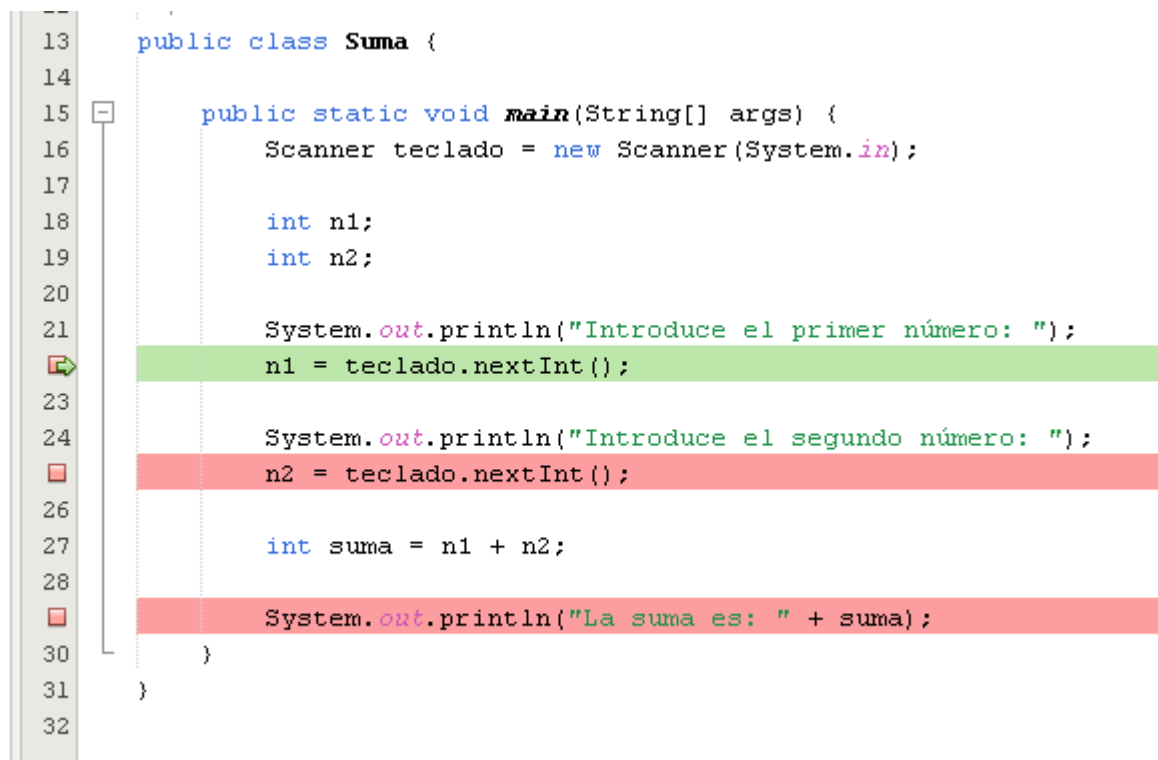 13 public class Suma {
14
15 public static void main(String[] args) {
16 Scanner teclado = new Scanner(System.in);
17
18 int n1;
19 int n2;
20
21 System.out.println("Introduce el primer número: ");
n1 = teclado.nextInt();
23
24 System.out.println("Introduce el segundo número: ");
n2 = teclado.nextInt();
26
27 int suma = n1 + n2;
28
System.out.println("La suma es: " + suma);
30 }
31 }
32